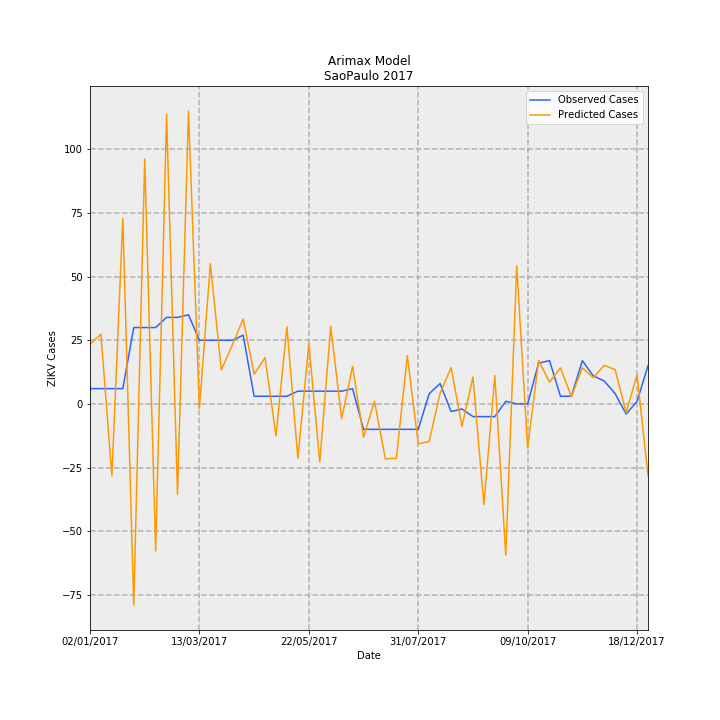 Arimax Model
SaoPaulo 2017
Observed Cases
Predicted Cases
ZIKV Cases
100
75
50
25
0
−25
−50
−75
02/01/2017 13/03/2017 22/05/2017 31/07/2017 09/10/2017 18/12/2017
Date